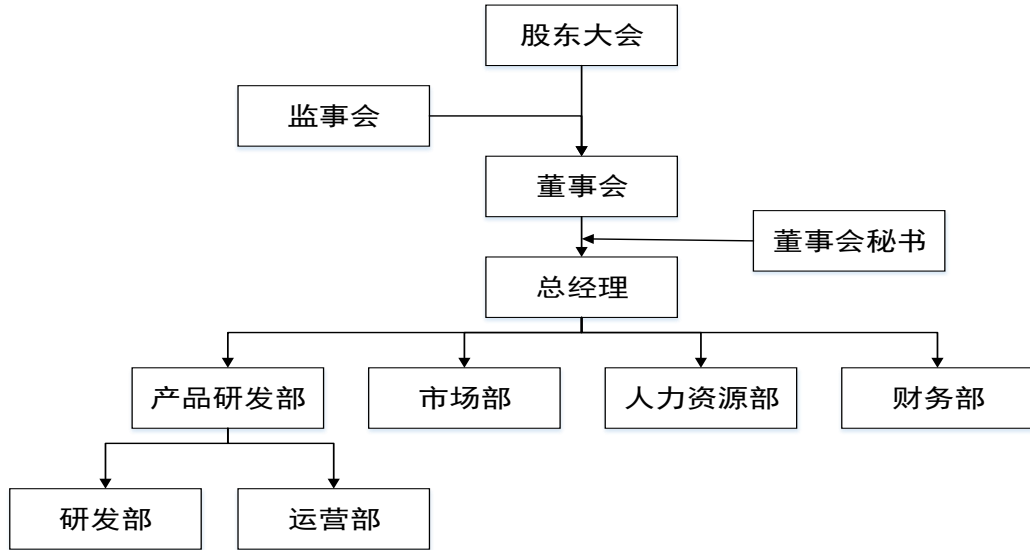 股东大会
监事会
董事会
董事会秘书
总经理
产品研发部
市场部
人力资源部
财务部
研发部
运营部